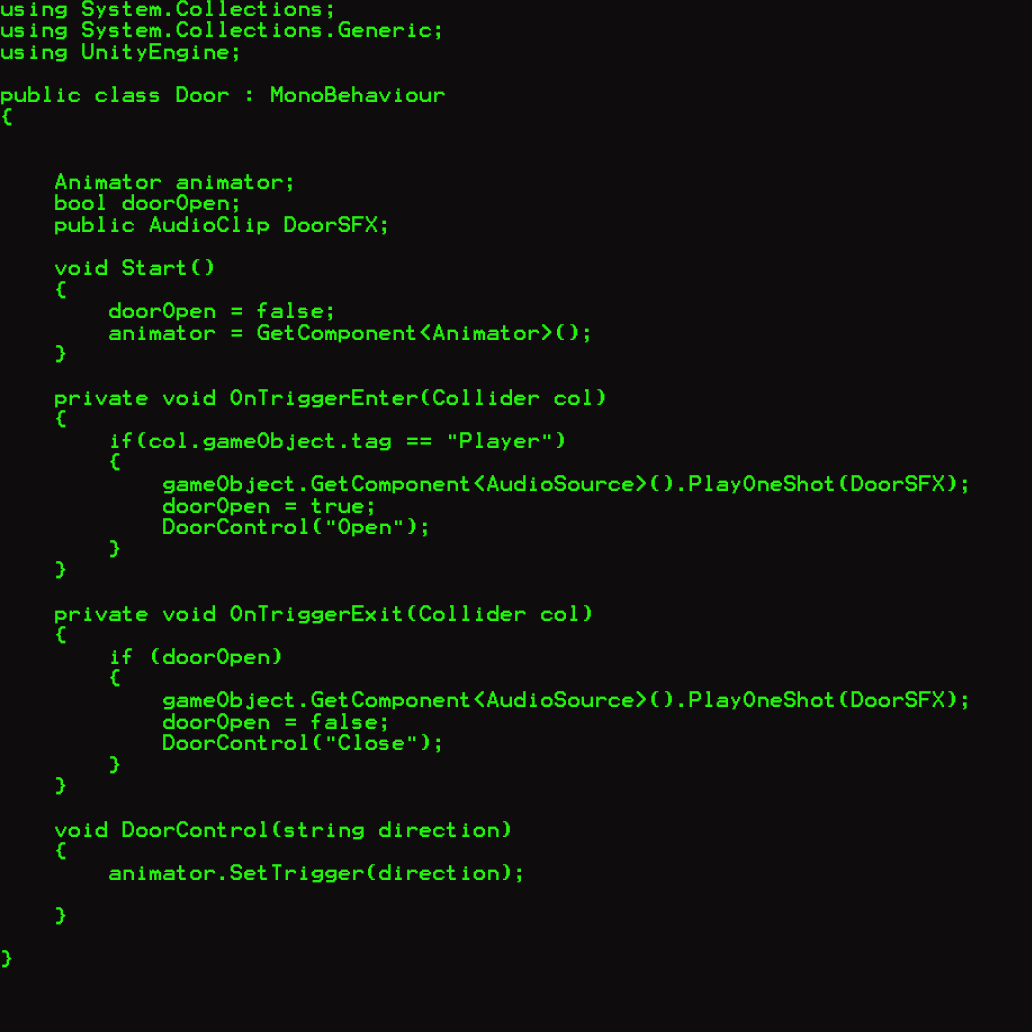 using System.Collections;
using System.Collections.Generic;
using UnityEngine;

public class Door : MonoBehaviour
{

    Animator animator;
    bool doorOpen;
    public AudioClip DoorSFX;

    void Start()
    {
        doorOpen = false;
        animator = GetComponent<Animator>();
    }

    private void OnTriggerEnter(Collider col)
    {
        if(col.gameObject.tag == "Player")
        {
            gameObject.GetComponent<AudioSource>().PlayOneShot(DoorSFX);
            doorOpen = true;
            DoorControl("Open");
        }
    }

    private void OnTriggerExit(Collider col)
    {
        if (doorOpen)
        {
            gameObject.GetComponent<AudioSource>().PlayOneShot(DoorSFX);
            doorOpen = false;
            DoorControl("Close");
        }
    }

    void DoorControl(string direction)
    {
        animator.SetTrigger(direction);

    }

}